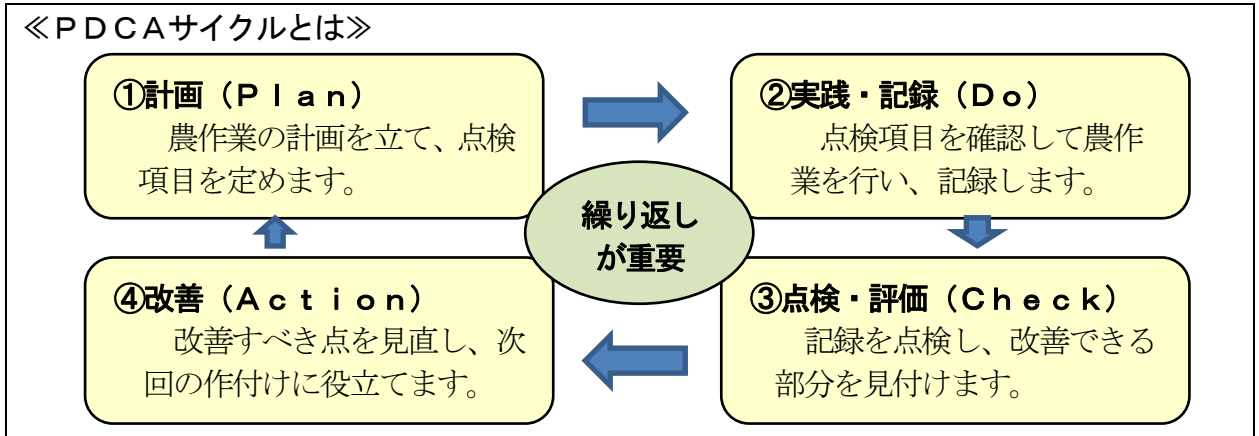 ≪ＰＤＣＡサイクルとは≫
①計画（Ｐｌａｎ）
農作業の計画を立て、点検
項目を定めます。
②実践・記録（Ｄｏ）
点検項目を確認して農作
業を行い、記録します。
繰り返し
が重要
③点検・評価（Ｃｈｅｃｋ）
記録を点検し、改善できる
部分を見付けます。
④改善（Ａｃｔｉｏｎ）
改善すべき点を見直し、次
回の作付けに役立てます。